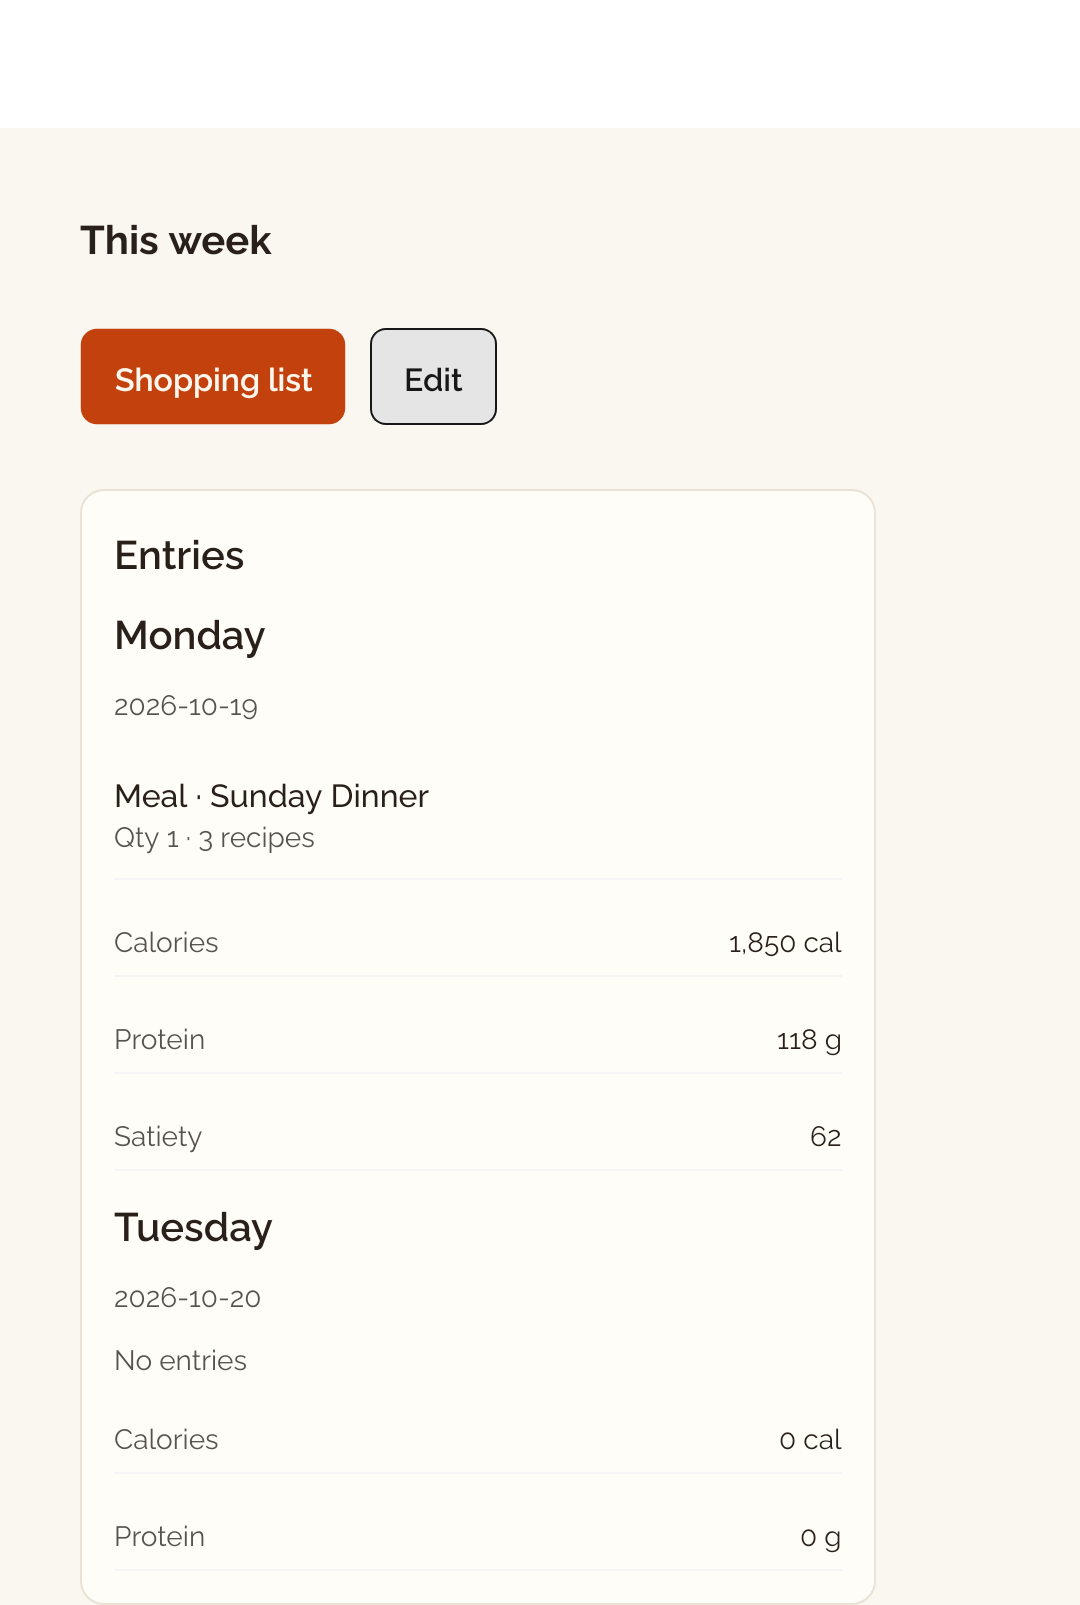 This week
Shopping list
Edit
Entries
Monday
2026-10-19
Meal · Sunday Dinner
Qty 1 · 3 recipes
Calories 1,850 cal
Protein 118 g
Satiety 62
Tuesday
2026-10-20
No entries
Calories 0 cal
Protein 0 g